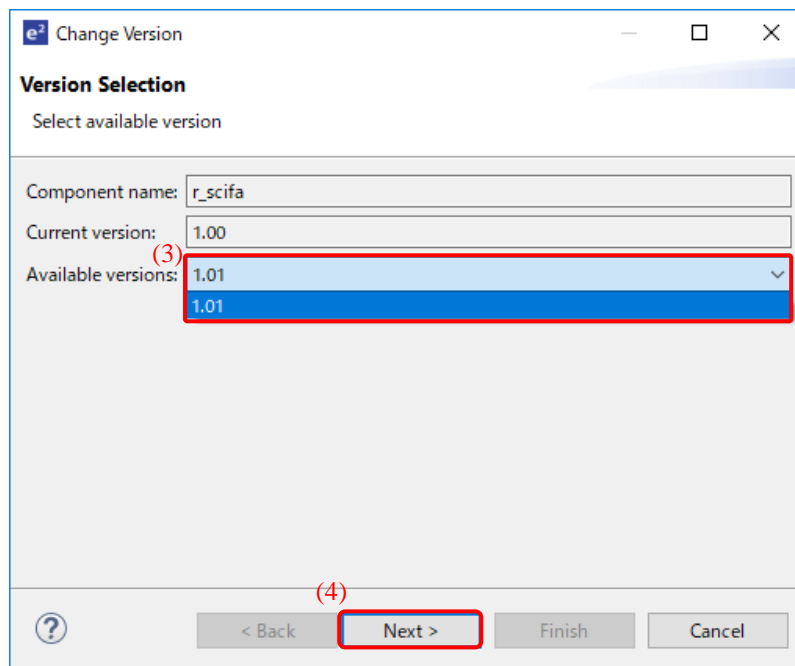 e² Change Version
Version Selection
Select available version
Component name: r_scifa
Current version: 1.00
(3)
Available versions: 1.01
1.01
(4)
? < Back Next > Finish Cancel